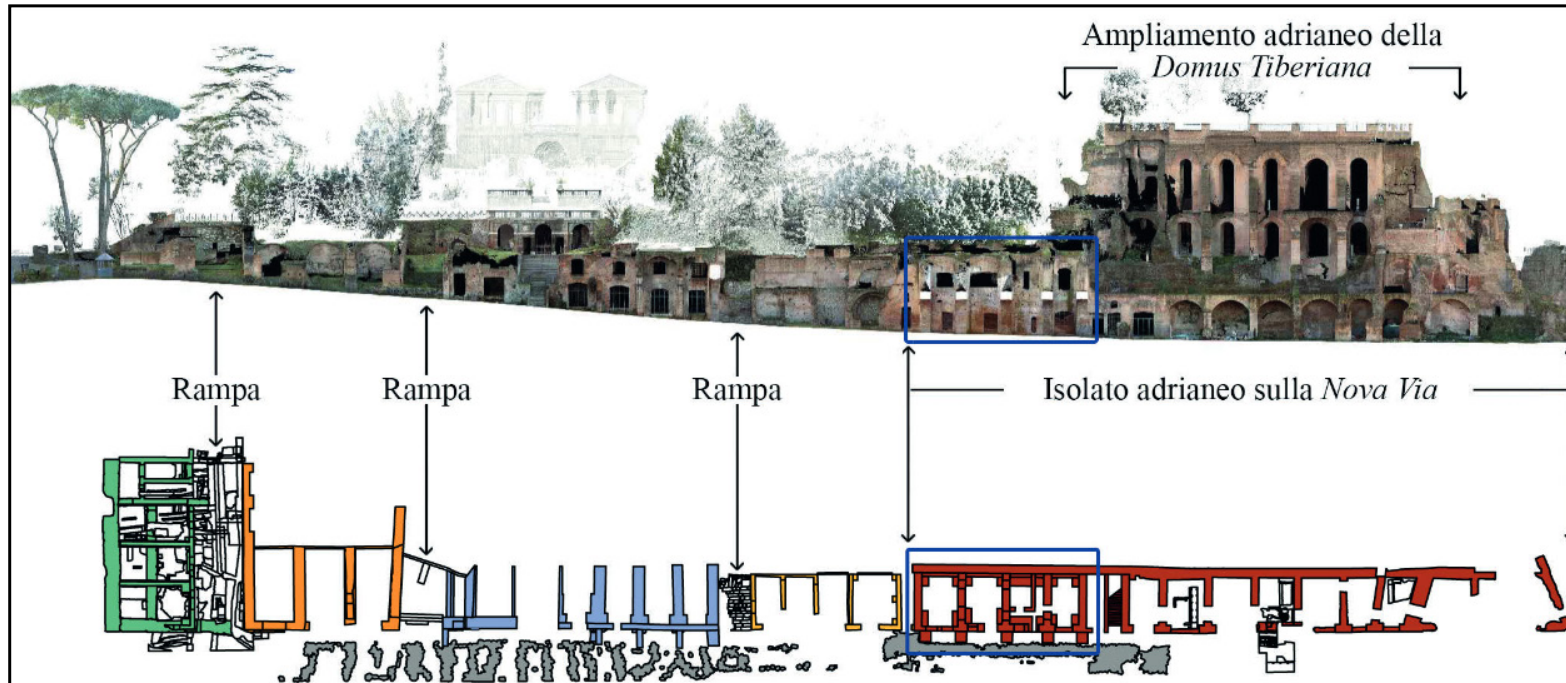 Ampliamento adrianeo della
Domus Tiberiana
Rampa
Rampa
Rampa
Isolato adrianeo sulla Nova Via